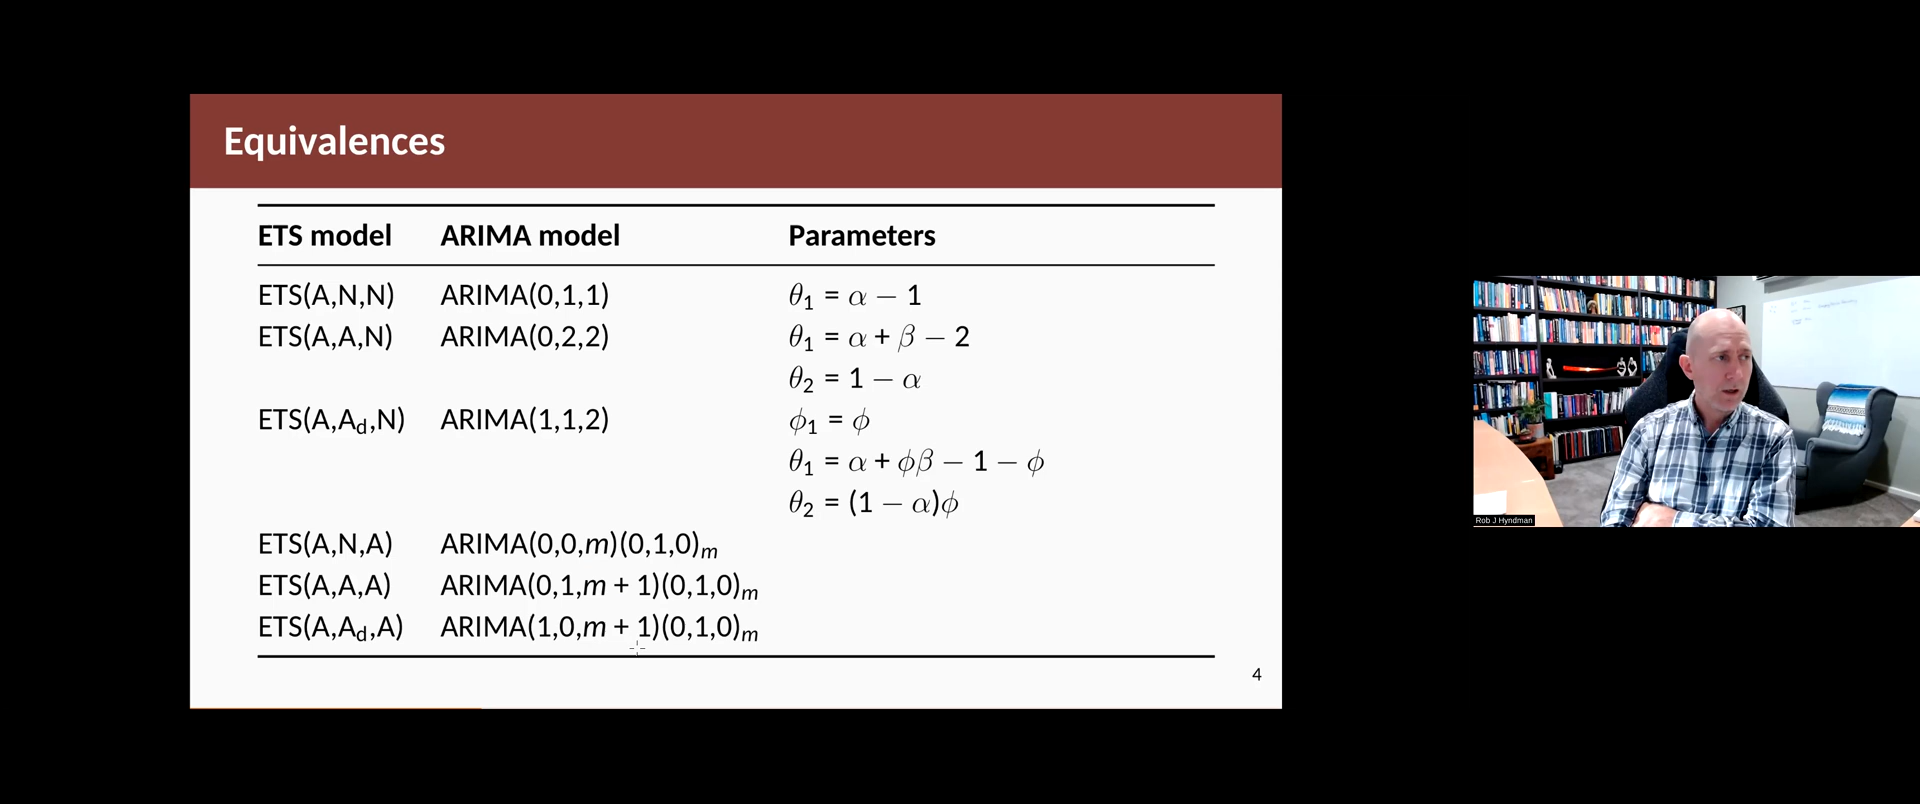 Equivalences
ETS model ARIMA model Parameters
ETS(A,N,N) ARIMA(0,1,1) θ₁ = α − 1
ETS(A,A,N) ARIMA(0,2,2) θ₁ = α + β − 2
θ₂ = 1 − α
ETS(A,A_d,N) ARIMA(1,1,2) ϕ₁ = ϕ
θ₁ = α + ϕβ − 1 − ϕ
θ₂ = (1 − α)ϕ
ETS(A,N,A) ARIMA(0,0,m)(0,1,0)ₘ
ETS(A,A,A) ARIMA(0,1,m + 1)(0,1,0)ₘ
ETS(A,A_d,A) ARIMA(1,0,m + 1)(0,1,0)ₘ
4
Rob J Hyndman